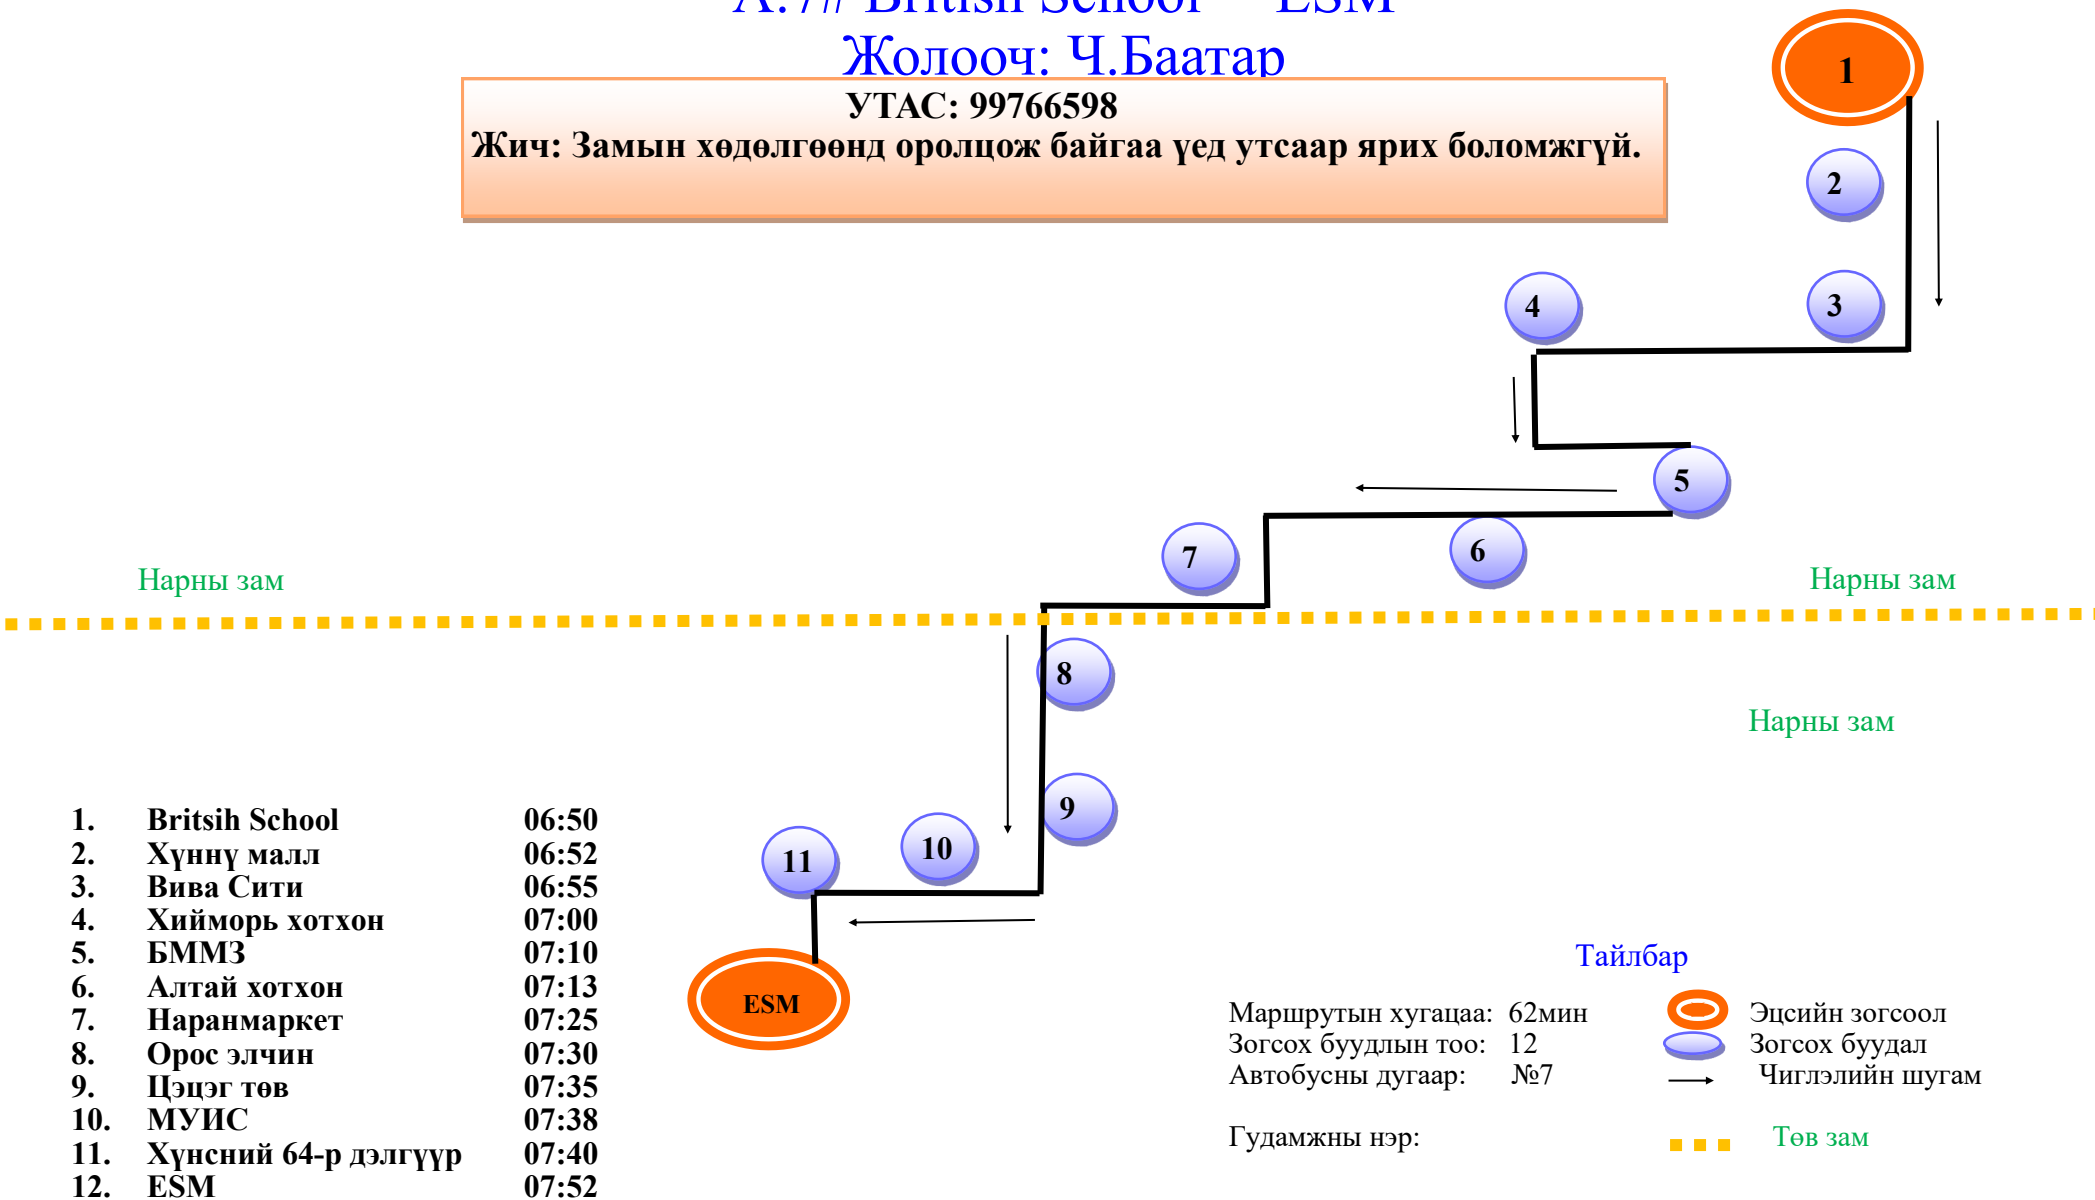 British School ESM
Жолооч: Ч.Баатар
УТАС: 99766598
Жич: Замын хөдөлгөөнд оролцож байгаа үед утсаар ярих боломжгүй.
1
2
3
4
5
6
7
Нарны зам
Нарны зам
8
Нарны зам
9
10
11
ESM
1. Britsih School 06:50
2. Хүннү малл 06:52
3. Вива Сити 06:55
4. Хийморь хотхон 07:00
5. БММЗ 07:10
6. Алтай хотхон 07:13
7. Наранмаркет 07:25
8. Орос элчин 07:30
9. Цэцэг төв 07:35
10. МУИС 07:38
11. Хүнсний 64-р дэлгүүр 07:40
12. ESM 07:52
Тайлбар
Маршрутын хугацаа: 62мин
Зогсох буудлын тоо: 12
Автобусны дугаар: №7
Гудамжны нэр:
Эцсийн зогсоол
Зогсох буудал
Чиглэлийн шугам
Төв зам